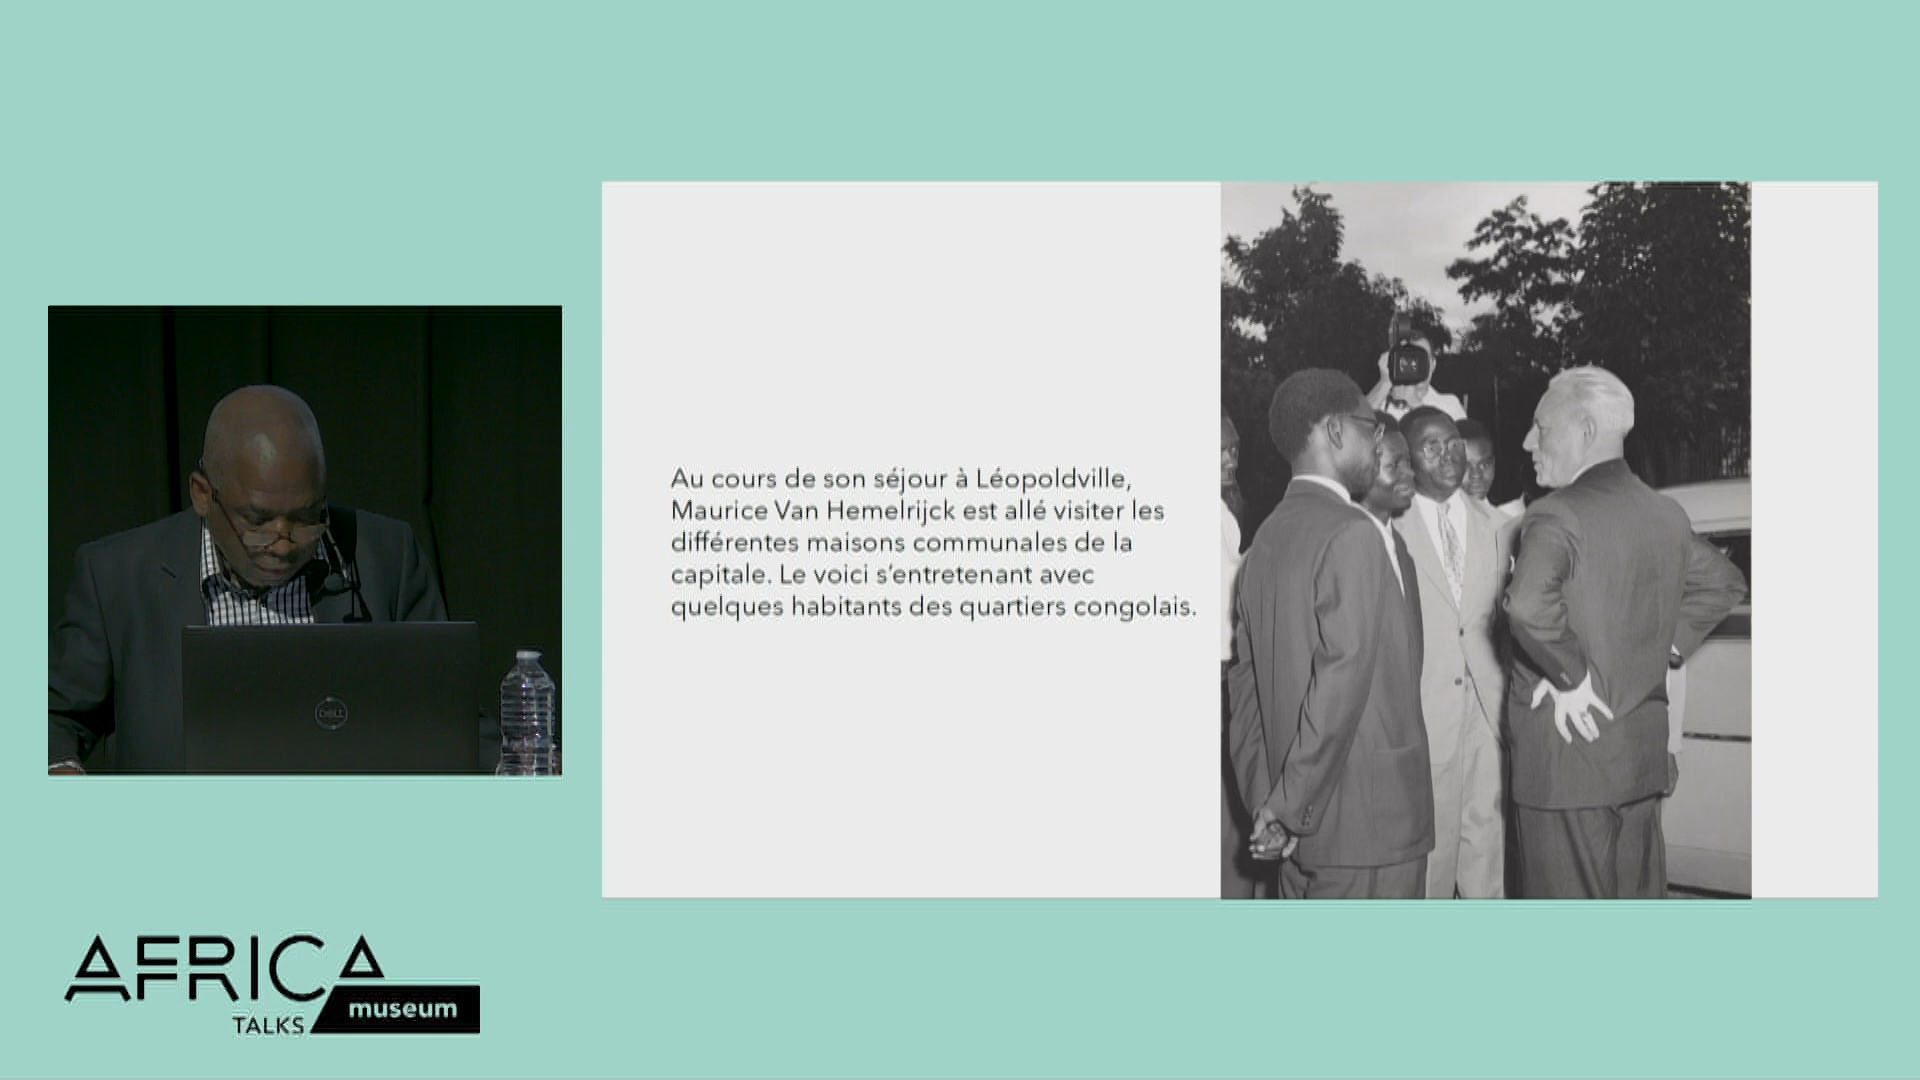 Au cours de son séjour à Léopoldville,
Maurice Van Hemelrijck est allé visiter les
différentes maisons communales de la
capitale. Le voici s'entretenant avec
quelques habitants des quartiers congolais.
DELL
AFRICA
TALKS museum